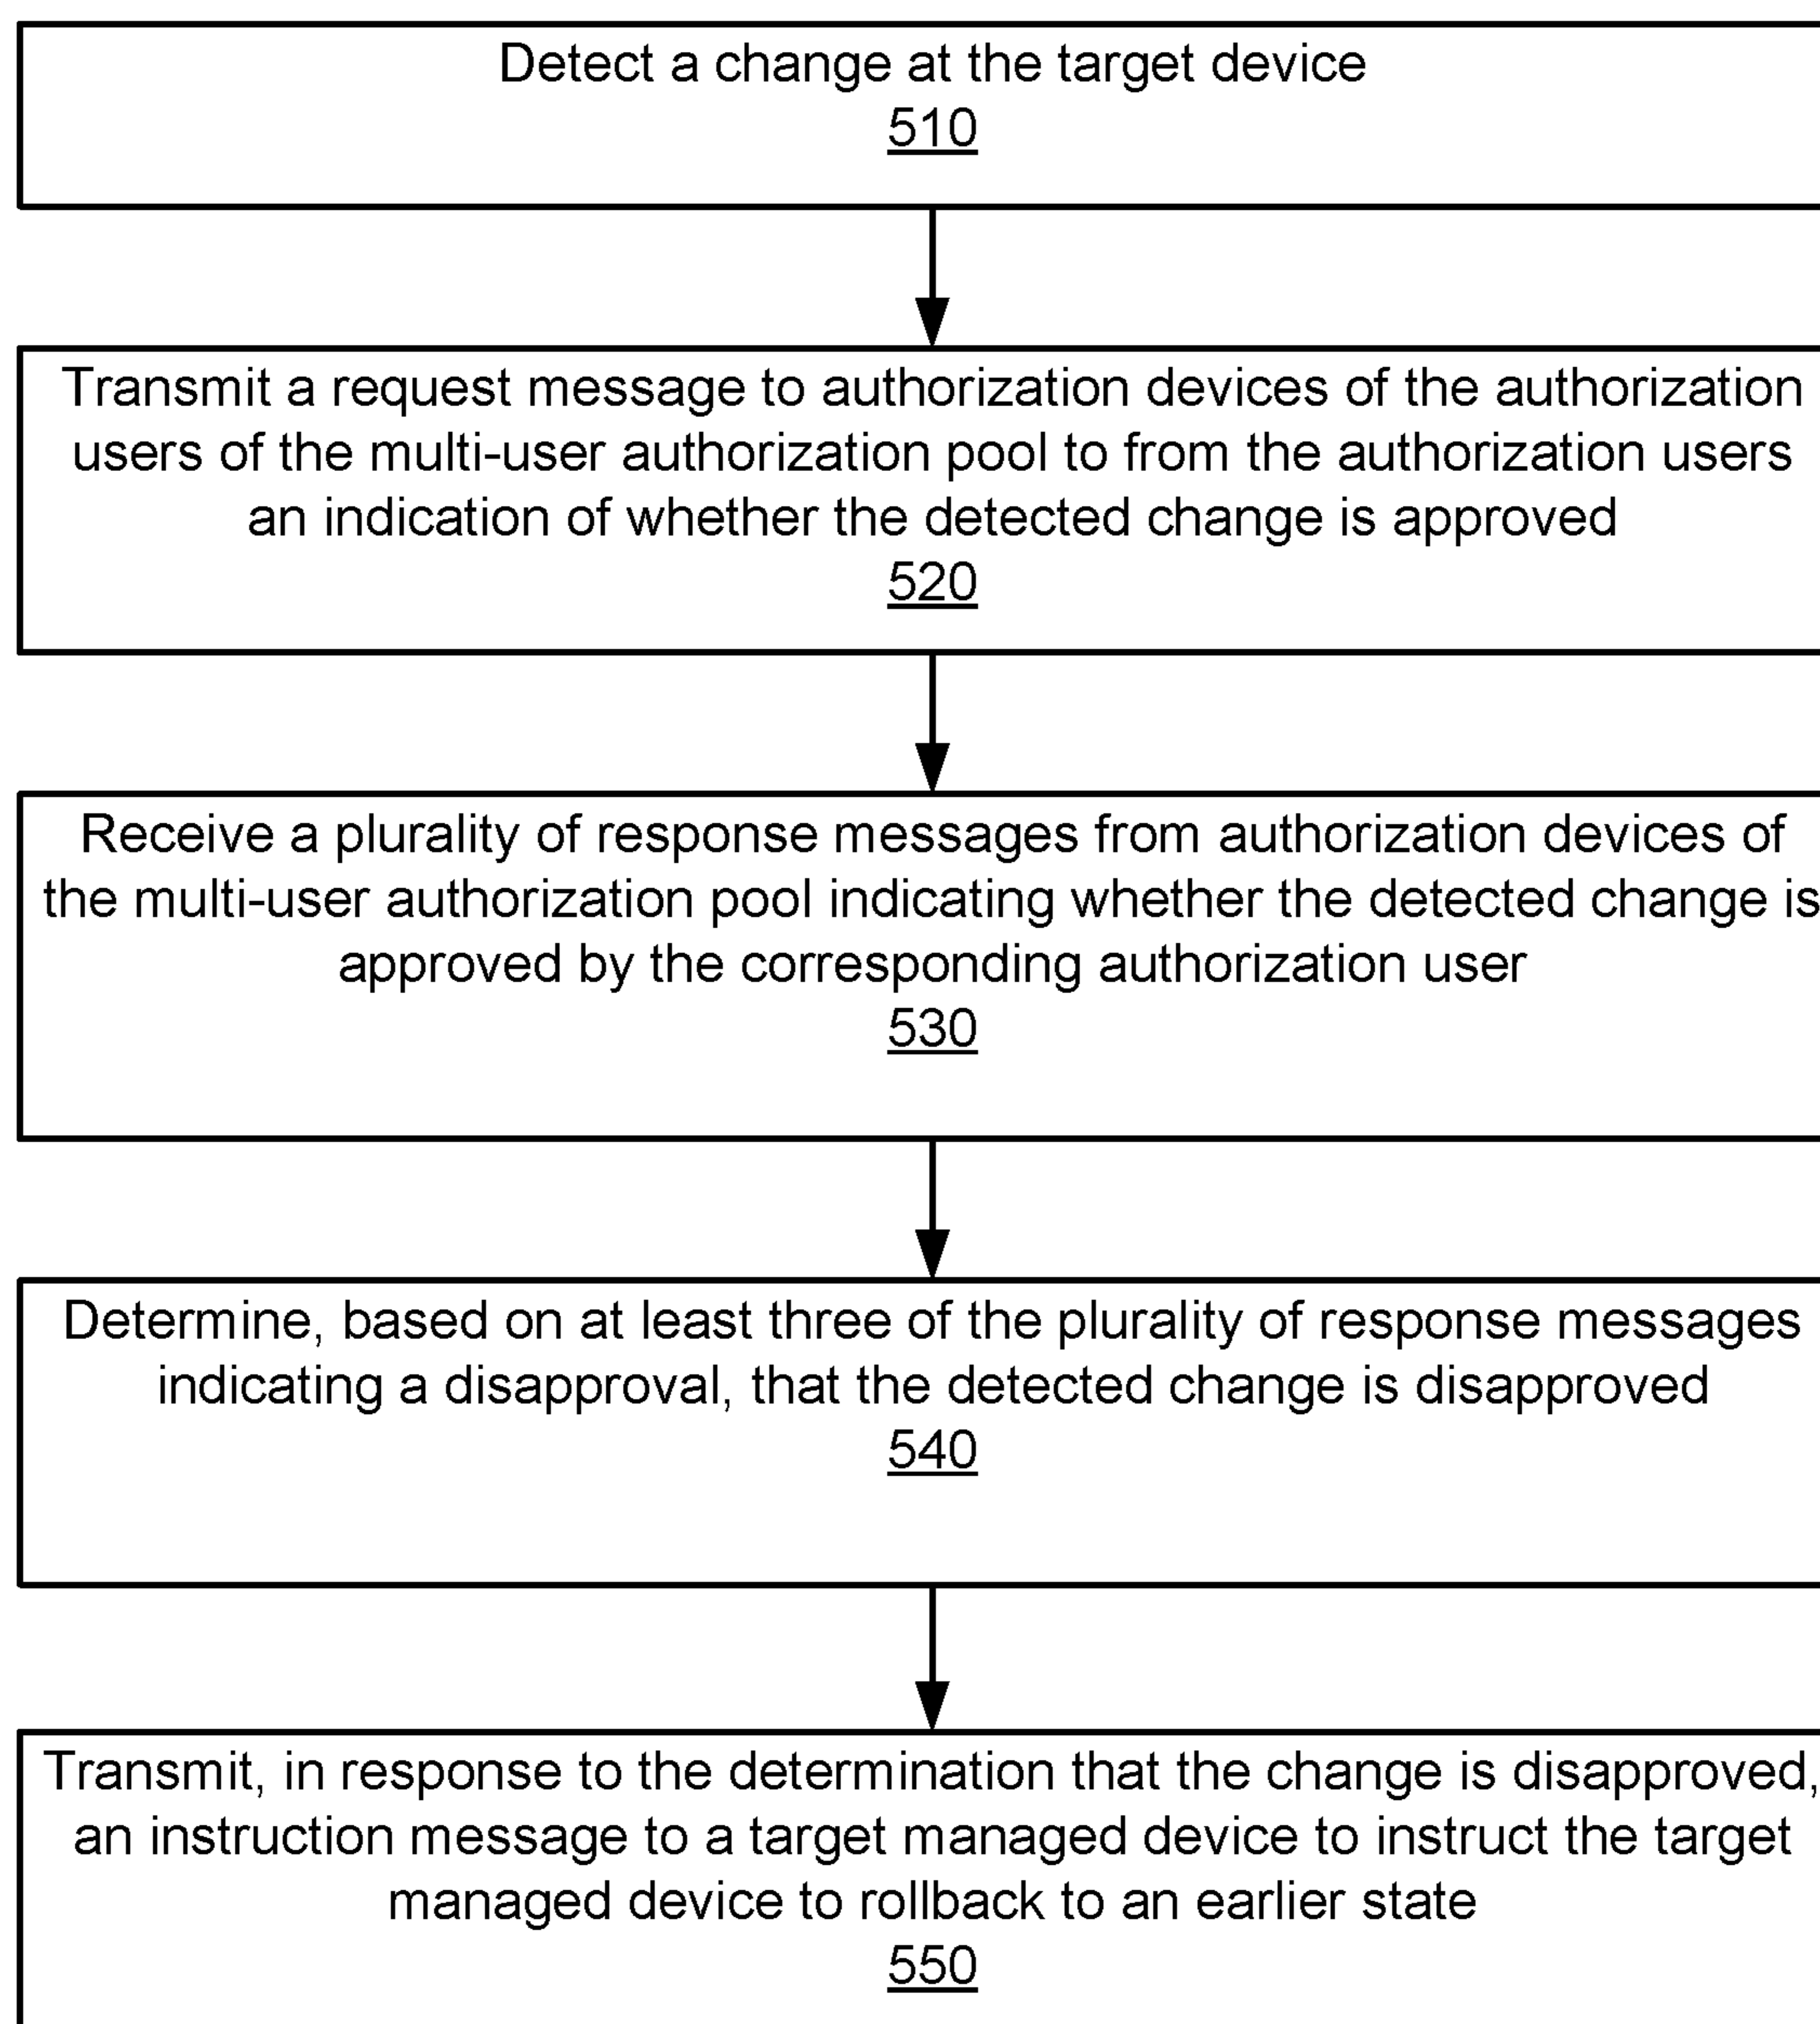 Detect a change at the target device
510
Transmit a request message to authorization devices of the authorization
users of the multi-user authorization pool to from the authorization users
an indication of whether the detected change is approved
520
Receive a plurality of response messages from authorization devices of
the multi-user authorization pool indicating whether the detected change is
approved by the corresponding authorization user
530
Determine, based on at least three of the plurality of response messages
indicating a disapproval, that the detected change is disapproved
540
Transmit, in response to the determination that the change is disapproved,
an instruction message to a target managed device to instruct the target
managed device to rollback to an earlier state
550